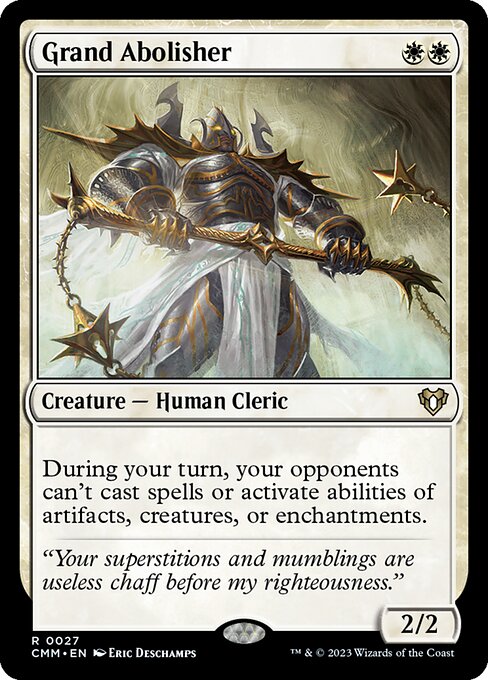 Grand Abolisher
Creature — Human Cleric
During your turn, your opponents
can't cast spells or activate abilities of
artifacts, creatures, or enchantments.
“Your superstitions and mumblings are
useless chaff before my righteousness.”
2/2
R 0027
CMM • EN Eric Deschamps
™ & © 2023 Wizards of the Coast